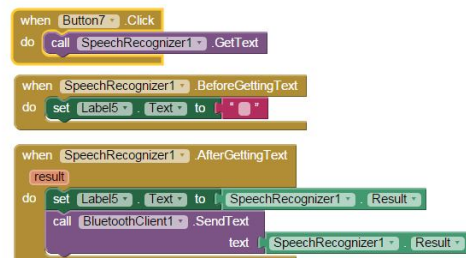 when Button7 .Click
do call SpeechRecognizer1 .GetText
when SpeechRecognizer1 .BeforeGettingText
do set Label5 . Text to " "
when SpeechRecognizer1 .AfterGettingText
result
do set Label5 . Text to SpeechRecognizer1 . Result
call BluetoothClient1 .SendText
text SpeechRecognizer1 . Result